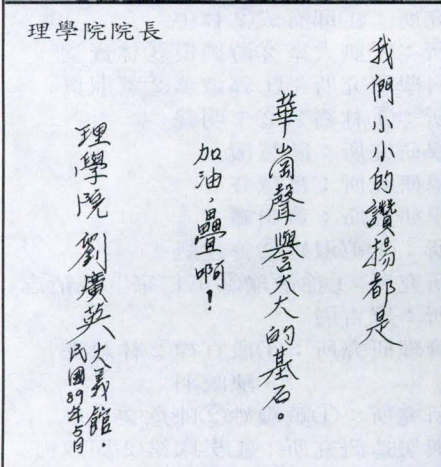 理學院院長
我們小小的讚揚都是
華崗聲譽大大的基石。
加油，疊啊！
理學院 劉廣英 大義館．
民國89年5月